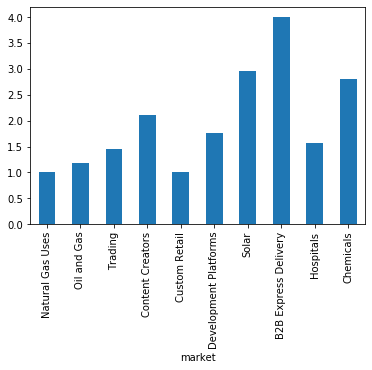 4.0
3.5
3.0
2.5
2.0
1.5
1.0
0.5
0.0
Natural Gas Uses
Oil and Gas
Trading
Content Creators
Custom Retail
Development Platforms
Solar
B2B Express Delivery
Hospitals
Chemicals
market